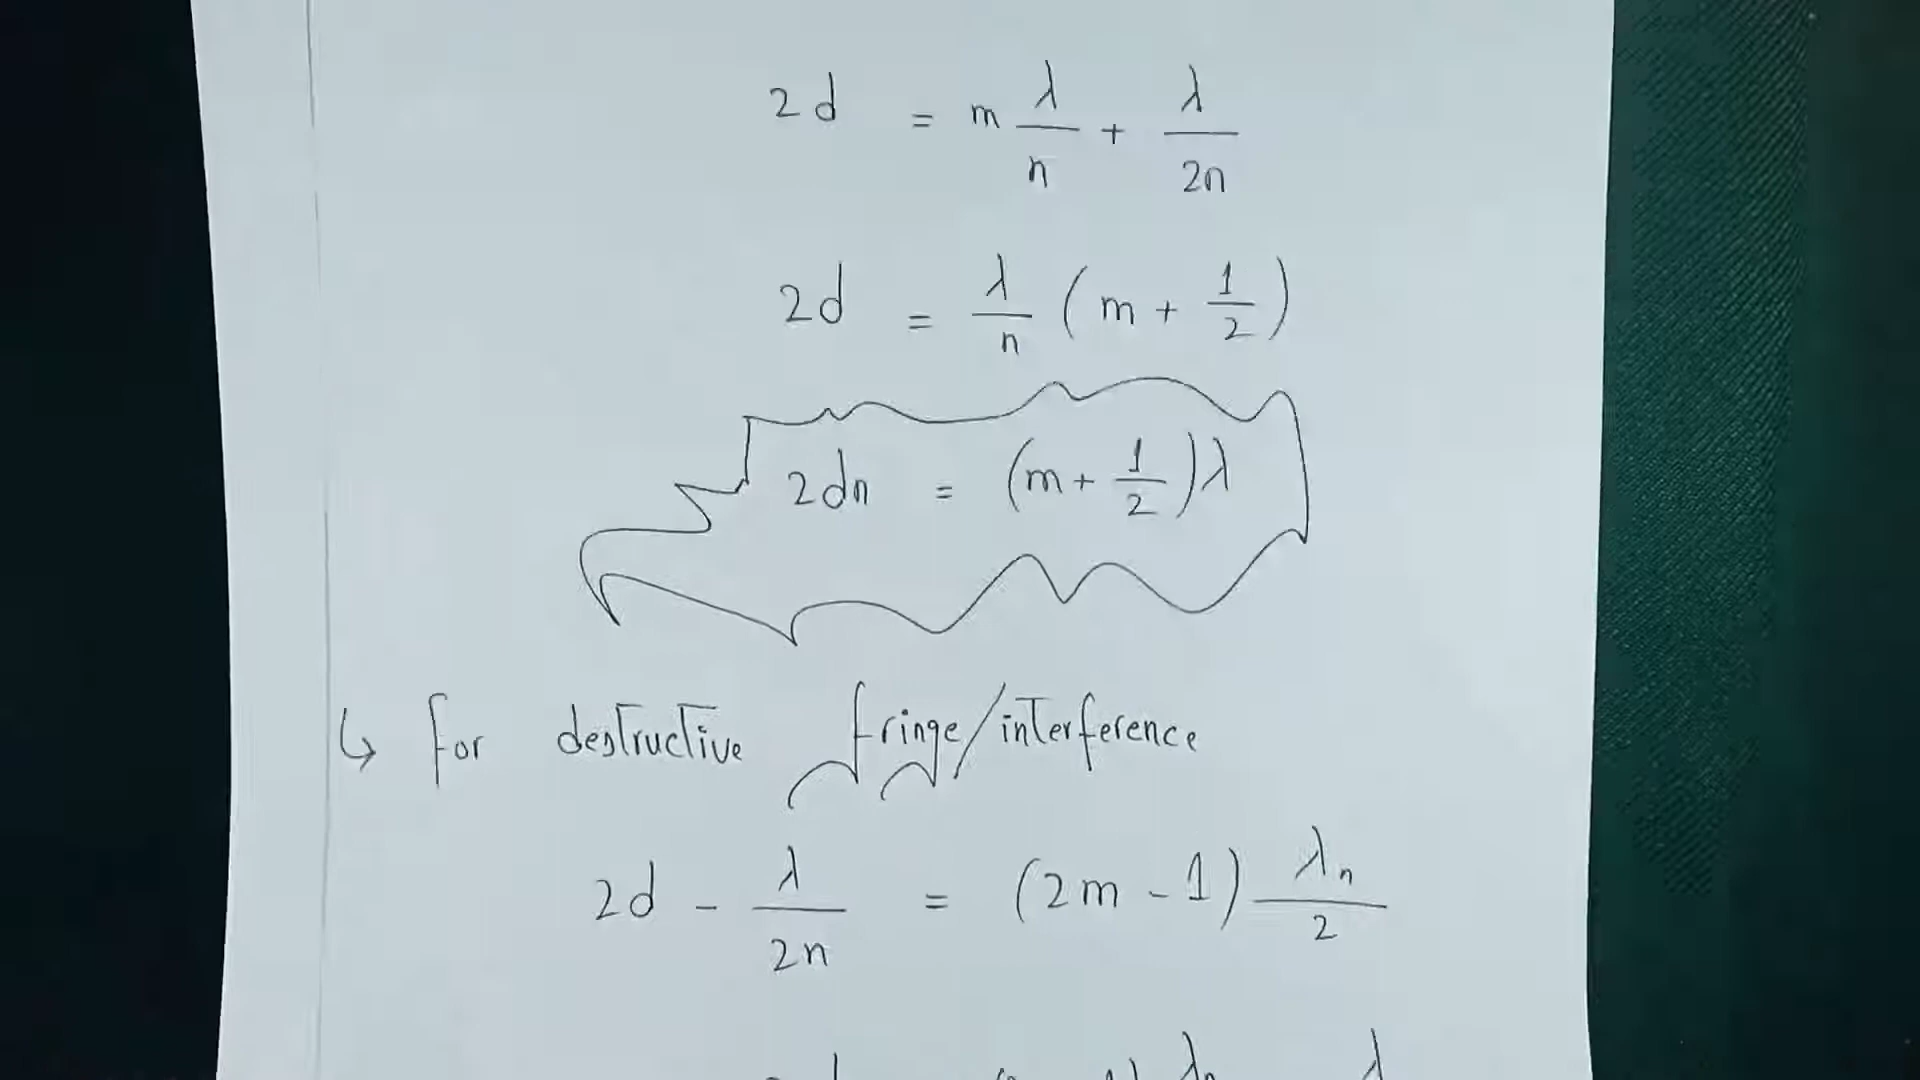 2d = m λ/n + λ/2n
2d = λ/n (m + 1/2)
2dn = (m + 1/2) λ
↳ For destructive fringe/interference
2d - λ/2n = (2m - 1) λn/2